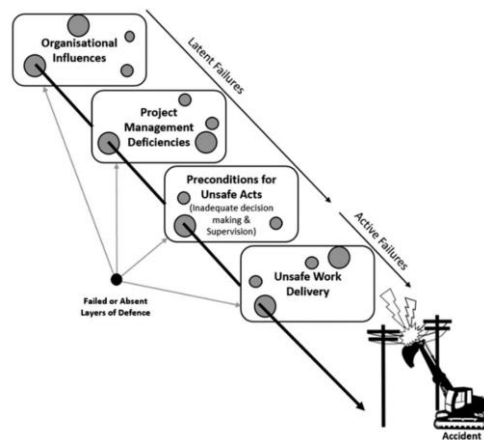 Organisational
Influences
Latent Failures
Project
Management
Deficiencies
Preconditions for
Unsafe Acts
(Inadequate decision
making &
Supervision)
Active Failures
Unsafe Work
Delivery
Failed or Absent
Layers of Defence
Accident